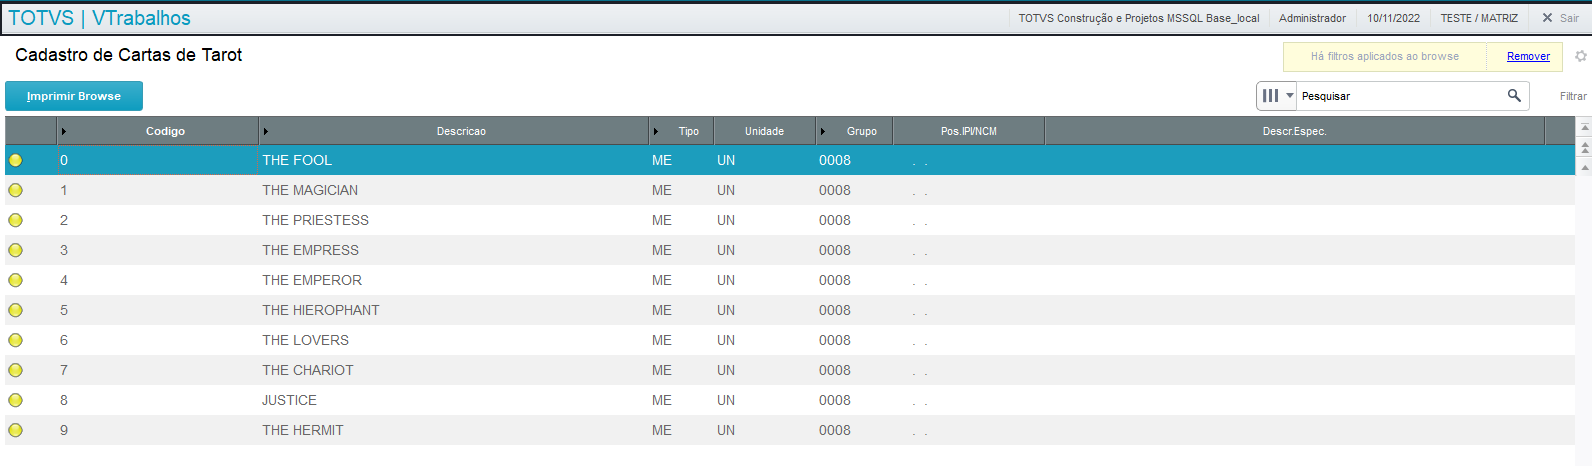 TOTVS | VTrabalhos TOTVS Construção e Projetos MSSQL Base_local Administrador 10/11/2022 TESTE / MATRIZ Sair
Cadastro de Cartas de Tarot Há filtros aplicados ao browse Remover
Imprimir Browse Pesquisar Filtrar
Codigo Descricao Tipo Unidade Grupo Pos.IPI/NCM Descr.Espec.
0 THE FOOL ME UN 0008 . .
1 THE MAGICIAN ME UN 0008 . .
2 THE PRIESTESS ME UN 0008 . .
3 THE EMPRESS ME UN 0008 . .
4 THE EMPEROR ME UN 0008 . .
5 THE HIEROPHANT ME UN 0008 . .
6 THE LOVERS ME UN 0008 . .
7 THE CHARIOT ME UN 0008 . .
8 JUSTICE ME UN 0008 . .
9 THE HERMIT ME UN 0008 . .